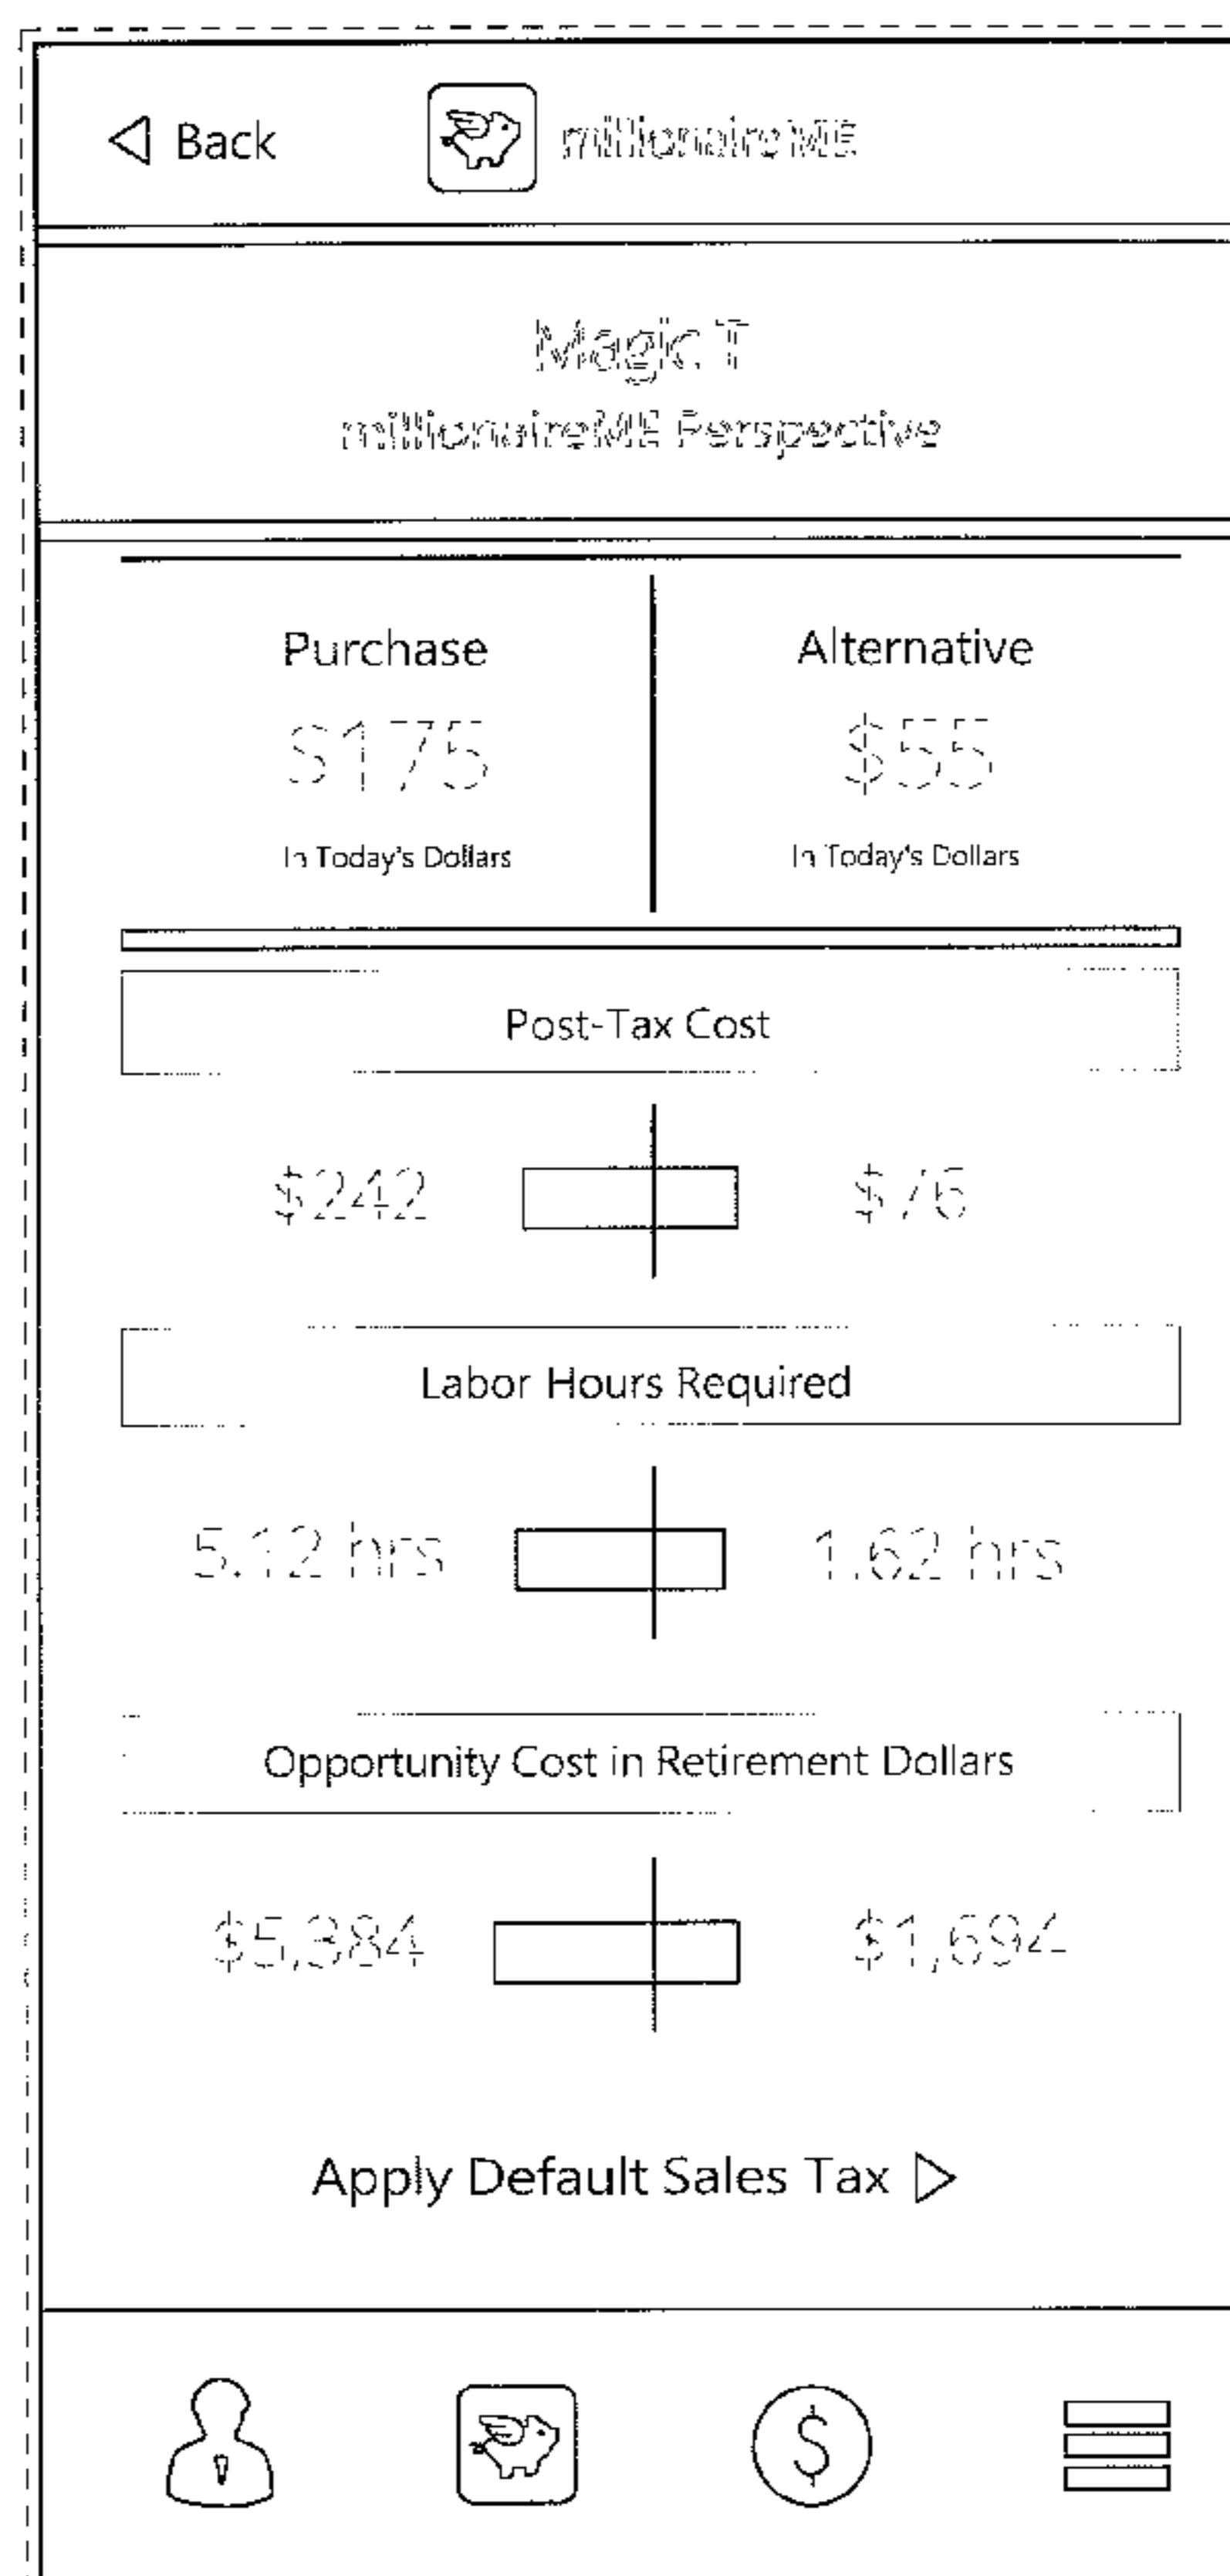 Back millionaireME
Magic T
millionaireME Perspective
Purchase Alternative
$175 $55
In Today's Dollars In Today's Dollars
Post-Tax Cost
$242 $76
Labor Hours Required
5.12 hrs 1.62 hrs
Opportunity Cost in Retirement Dollars
$5,384 $1,694
Apply Default Sales Tax
$